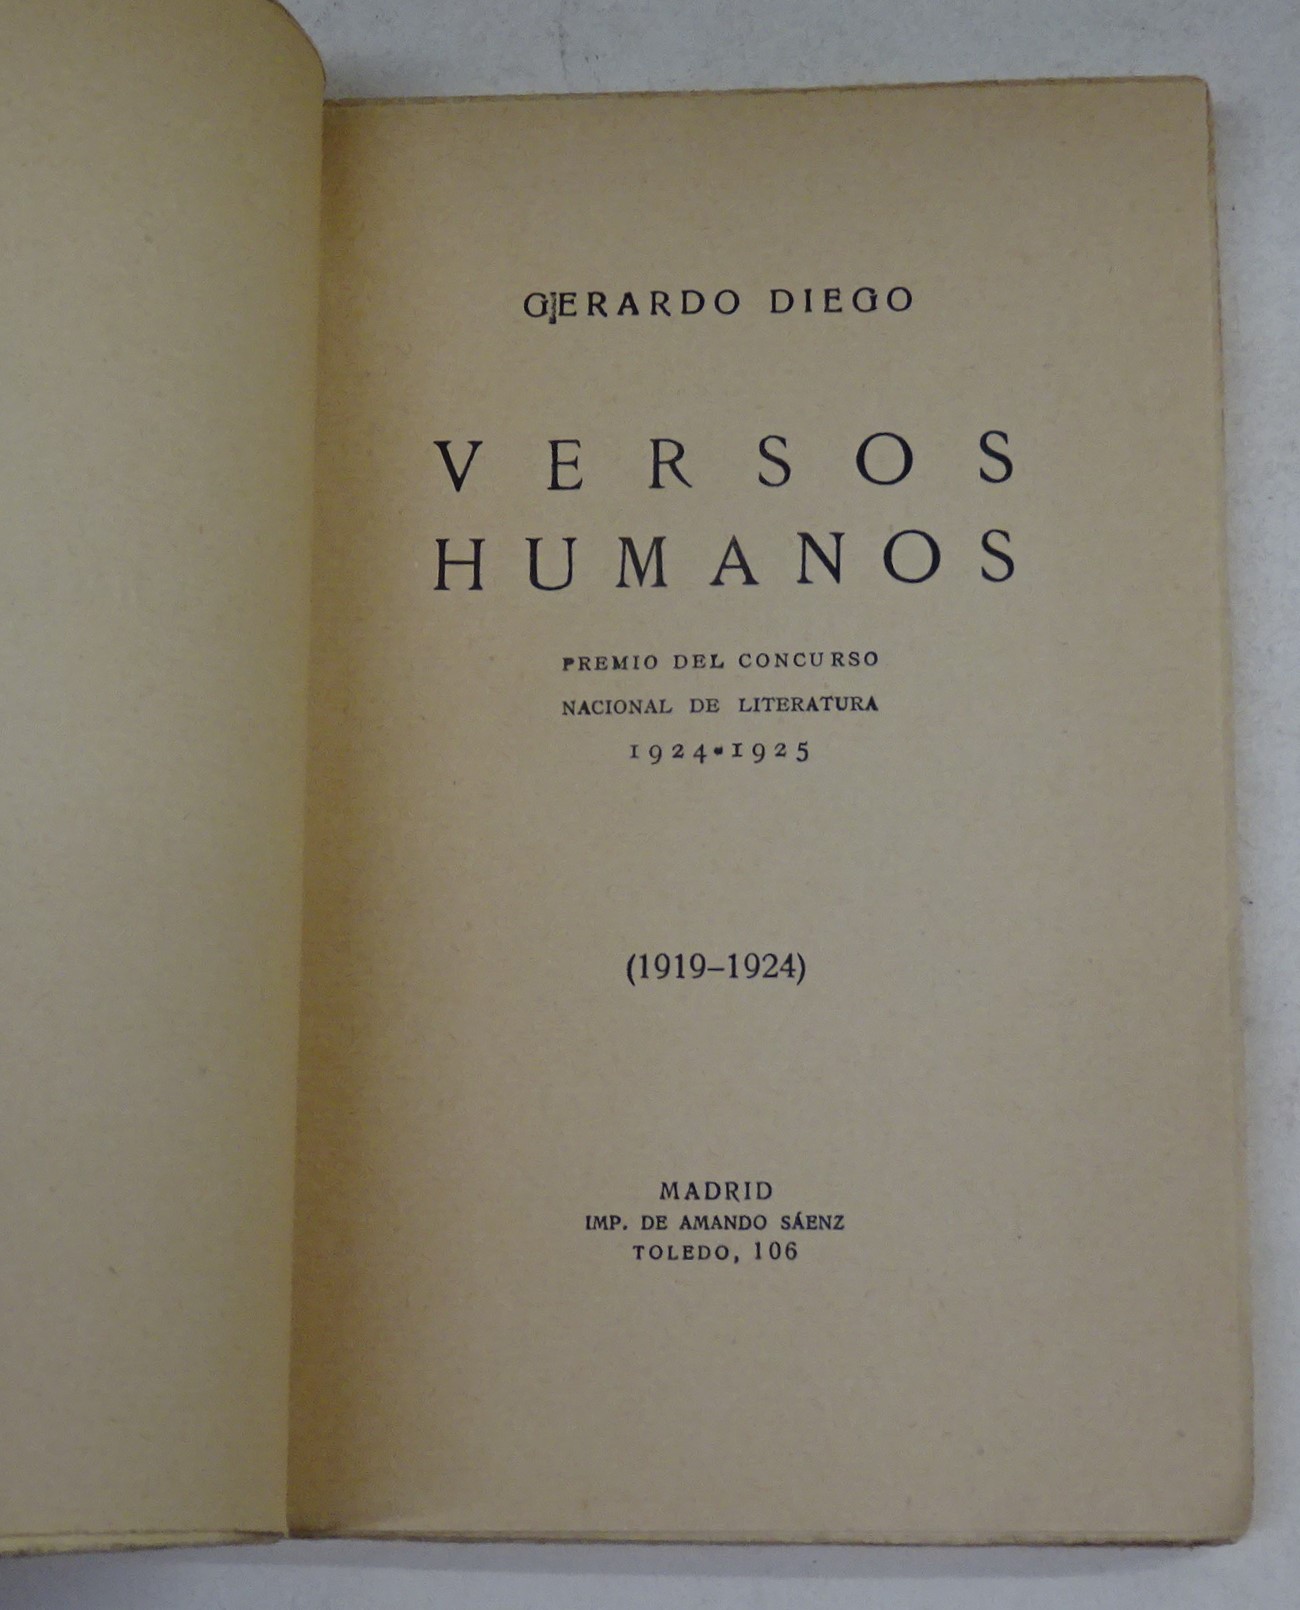 GERARDO DIEGO
VERSOS
HUMANOS
PREMIO DEL CONCURSO
NACIONAL DE LITERATURA
1924-1925
(1919-1924)
MADRID
IMP. DE AMANDO SÁENZ
TOLEDO, 106